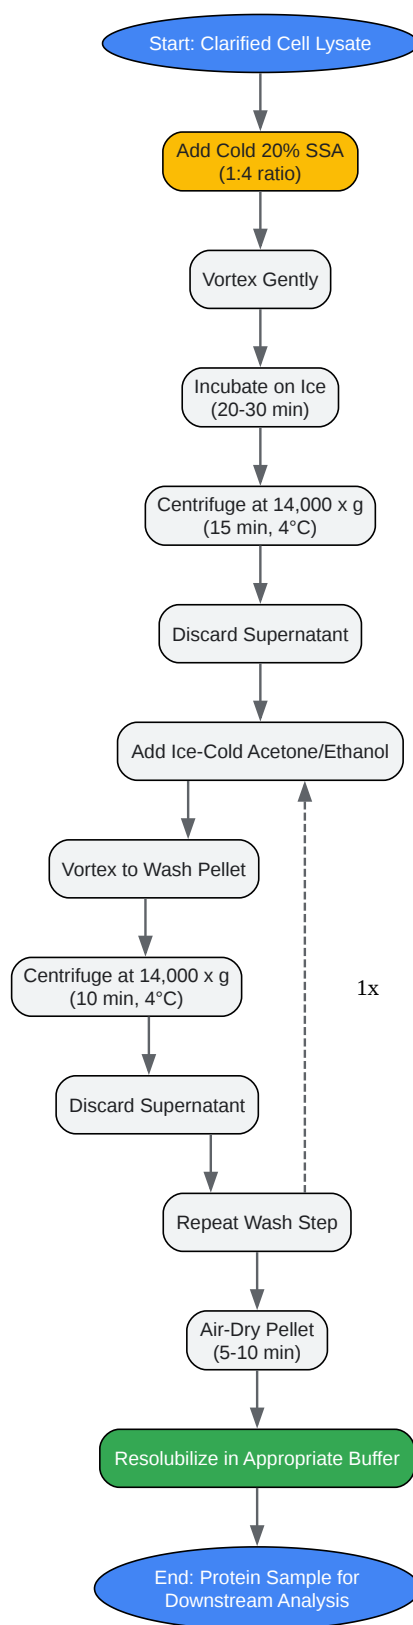 Start: Clarified Cell Lysate
Add Cold 20% SSA
(1:4 ratio)
Vortex Gently
Incubate on Ice
(20-30 min)
Centrifuge at 14,000 x g
(15 min, 4°C)
Discard Supernatant
Add Ice-Cold Acetone/Ethanol
Vortex to Wash Pellet
Centrifuge at 14,000 x g
(10 min, 4°C)
1x
Discard Supernatant
Repeat Wash Step
Air-Dry Pellet
(5-10 min)
Resolubilize in Appropriate Buffer
End: Protein Sample for
Downstream Analysis